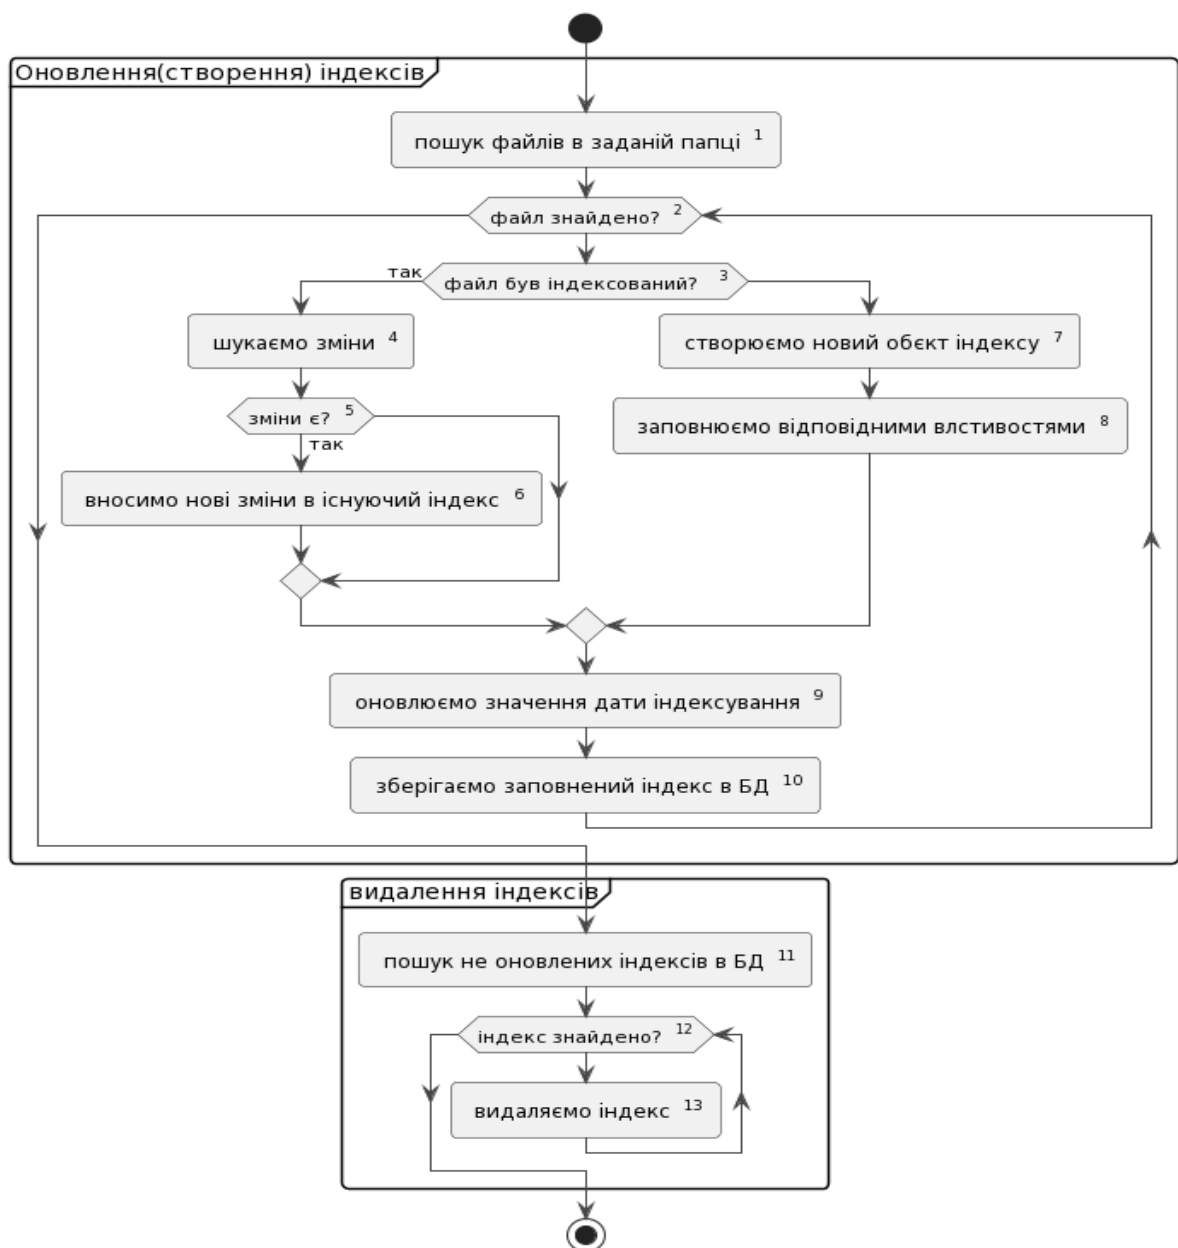 Оновлення(створення) індексів
пошук файлів в заданій папці 1
файл знайдено? 2
так
файл був індексований? 3
шукаємо зміни 4
створюємо новий обєкт індексу 7
зміни є? 5
так
заповнюємо відповідними влстивостями 8
вносимо нові зміни в існуючий індекс 6
оновлюємо значення дати індексування 9
зберігаємо заповнений індекс в БД 10
видалення індексів
пошук не оновлених індексів в БД 11
індекс знайдено? 12
видаляємо індекс 13